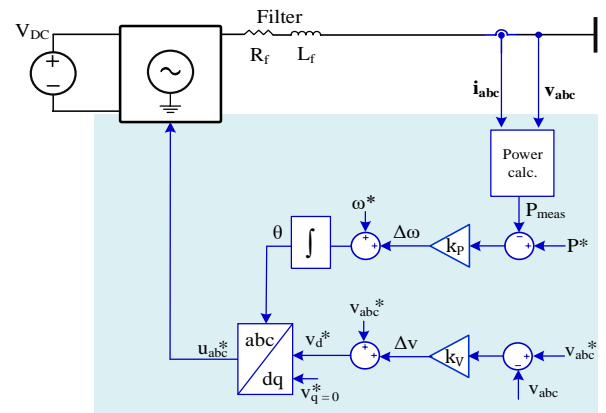 Filter
V_DC
R_f L_f
i_abc v_abc
Power calc.
P_meas
ω*
θ ∫ Δω k_P P*
v_abc*
u_abc* abc dq v_d* Δv k_V v_abc*
v_q=0* v_abc